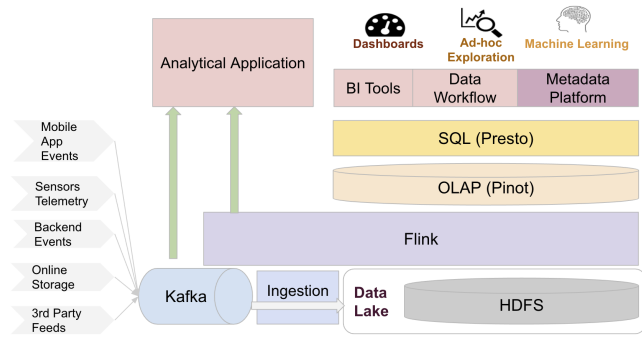 Dashboards
Ad-hoc
Exploration
Machine Learning
Analytical Application
BI Tools
Data
Workflow
Metadata
Platform
SQL (Presto)
OLAP (Pinot)
Flink
Mobile
App
Events
Sensors
Telemetry
Backend
Events
Online
Storage
3rd Party
Feeds
Kafka
Ingestion
Data
Lake
HDFS